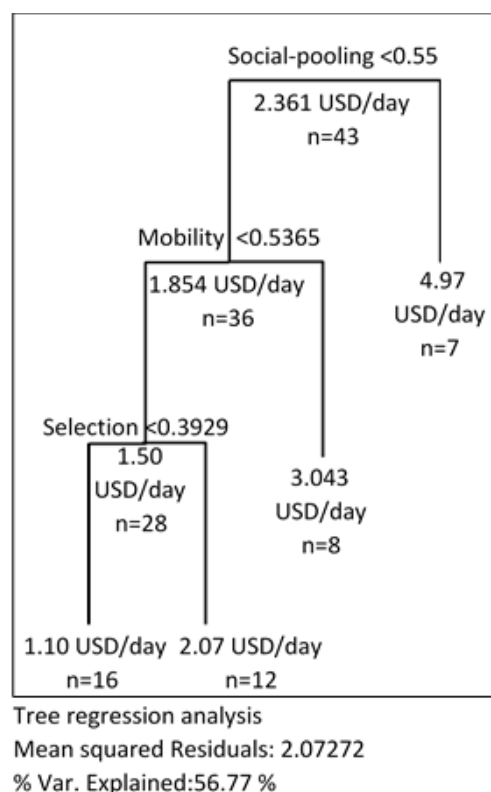 Social-pooling <0.55
2.361 USD/day
n=43
Mobility <0.5365
1.854 USD/day
n=36
4.97
USD/day
n=7
Selection <0.3929
1.50
USD/day
n=28
3.043
USD/day
n=8
1.10 USD/day
n=16
2.07 USD/day
n=12
Tree regression analysis
Mean squared Residuals: 2.07272
% Var. Explained:56.77 %